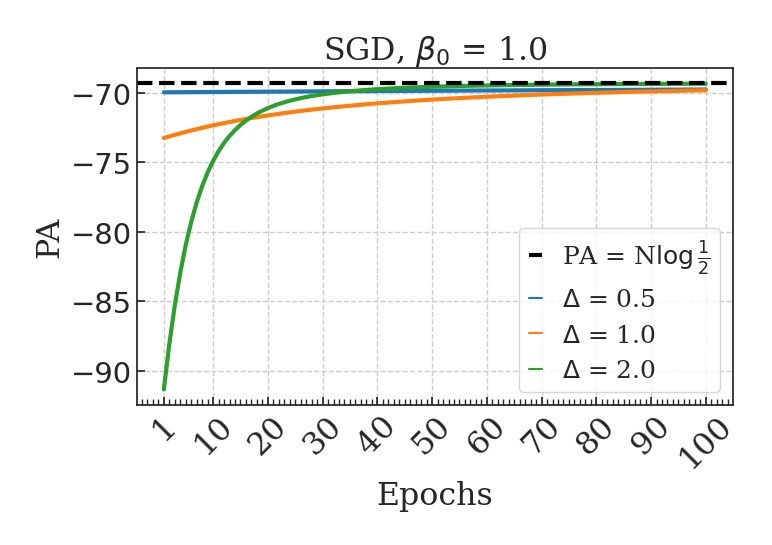 SGD, β₀ = 1.0
−70
−75
−80
−85
−90
PA
PA = Nlog 1/2
Δ = 0.5
Δ = 1.0
Δ = 2.0
1 10 20 30 40 50 60 70 80 90 100
Epochs